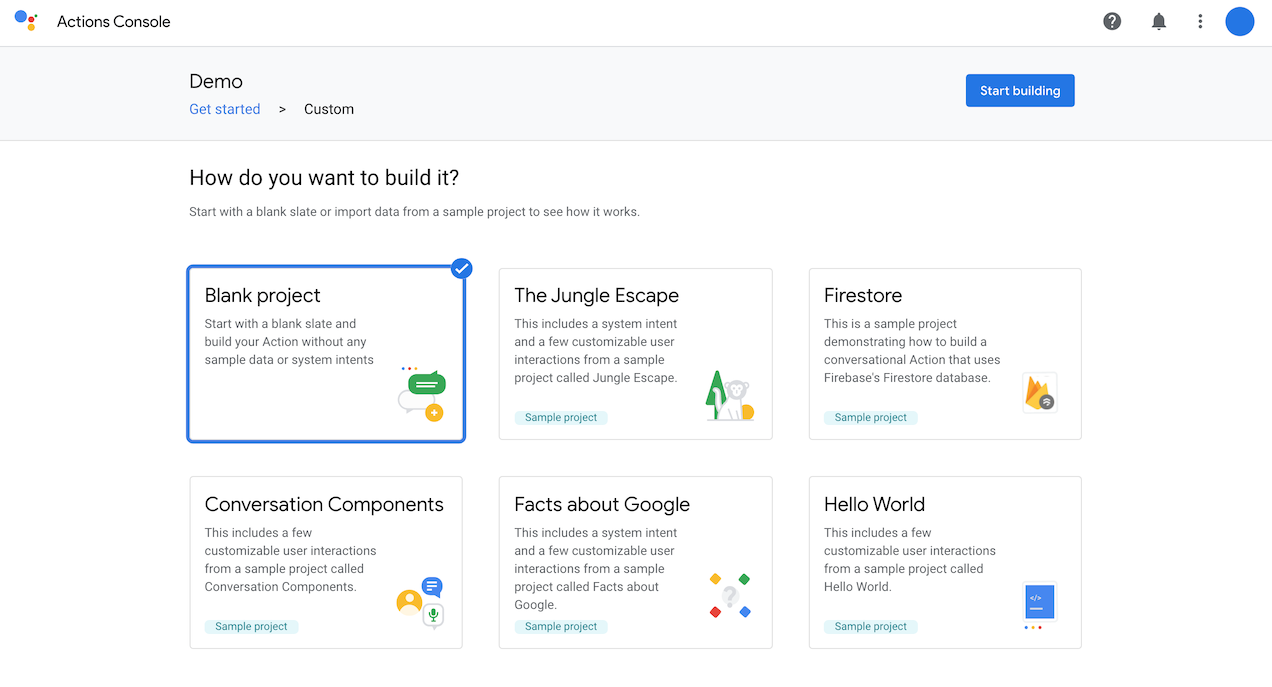 Actions Console
Demo
Get started > Custom
Start building
How do you want to build it?
Start with a blank slate or import data from a sample project to see how it works.
Blank project
Start with a blank slate and
build your Action without any
sample data or system intents
The Jungle Escape
This includes a system intent
and a few customizable user
interactions from a sample
project called Jungle Escape.
Sample project
Firestore
This is a sample project
demonstrating how to build a
conversational Action that uses
Firebase's Firestore database.
Sample project
Conversation Components
This includes a few
customizable user interactions
from a sample project called
Conversation Components.
Sample project
Facts about Google
This includes a system intent
and a few customizable user
interactions from a sample
project called Facts about
Google.
Sample project
Hello World
This includes a few
customizable user interactions
from a sample project called
Hello World.
Sample project